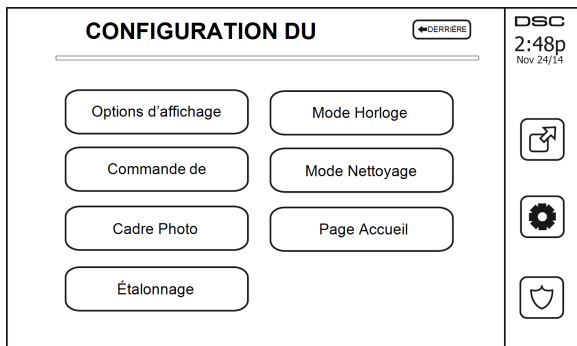 CONFIGURATION DU
DERRIÈRE
DSC
2:48p
Nov 24/14
Options d'affichage
Mode Horloge
Commande de
Mode Nettoyage
Cadre Photo
Page Accueil
Étalonnage